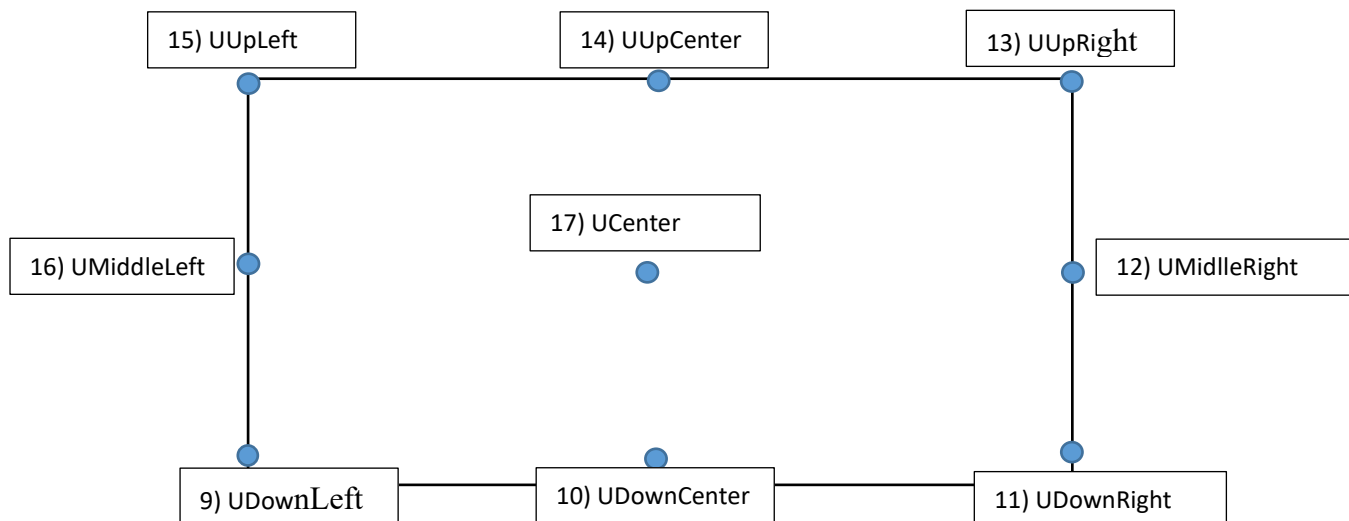 15) UUpLeft
14) UUpCenter
13) UUpRight
17) UCenter
16) UMiddleLeft
12) UMidlleRight
9) UDownLeft
10) UDownCenter
11) UDownRight